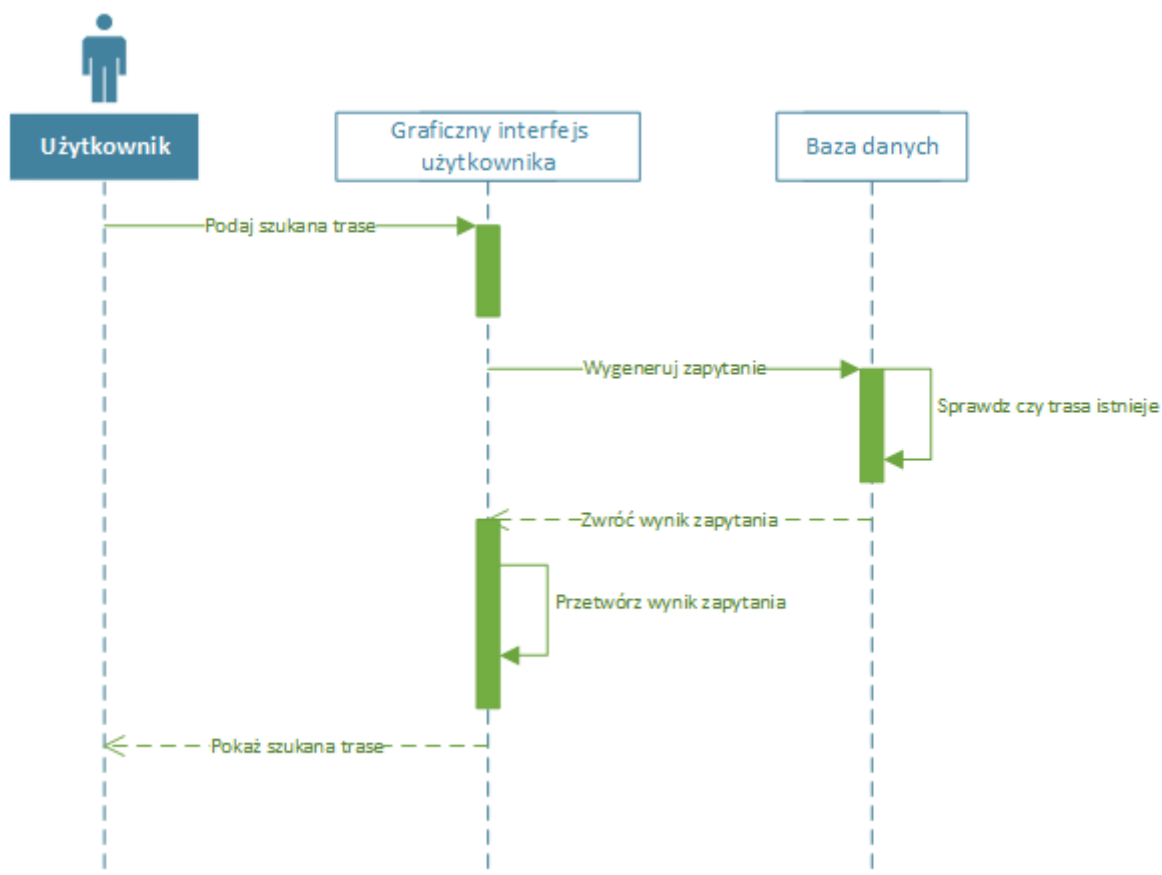 Użytkownik
Graficzny interfejs
użytkownika
Baza danych
Podaj szukana trase
Wygeneruj zapytanie
Sprawdz czy trasa istnieje
Zwróć wynik zapytania
Przetwórz wynik zapytania
Pokaż szukana trase